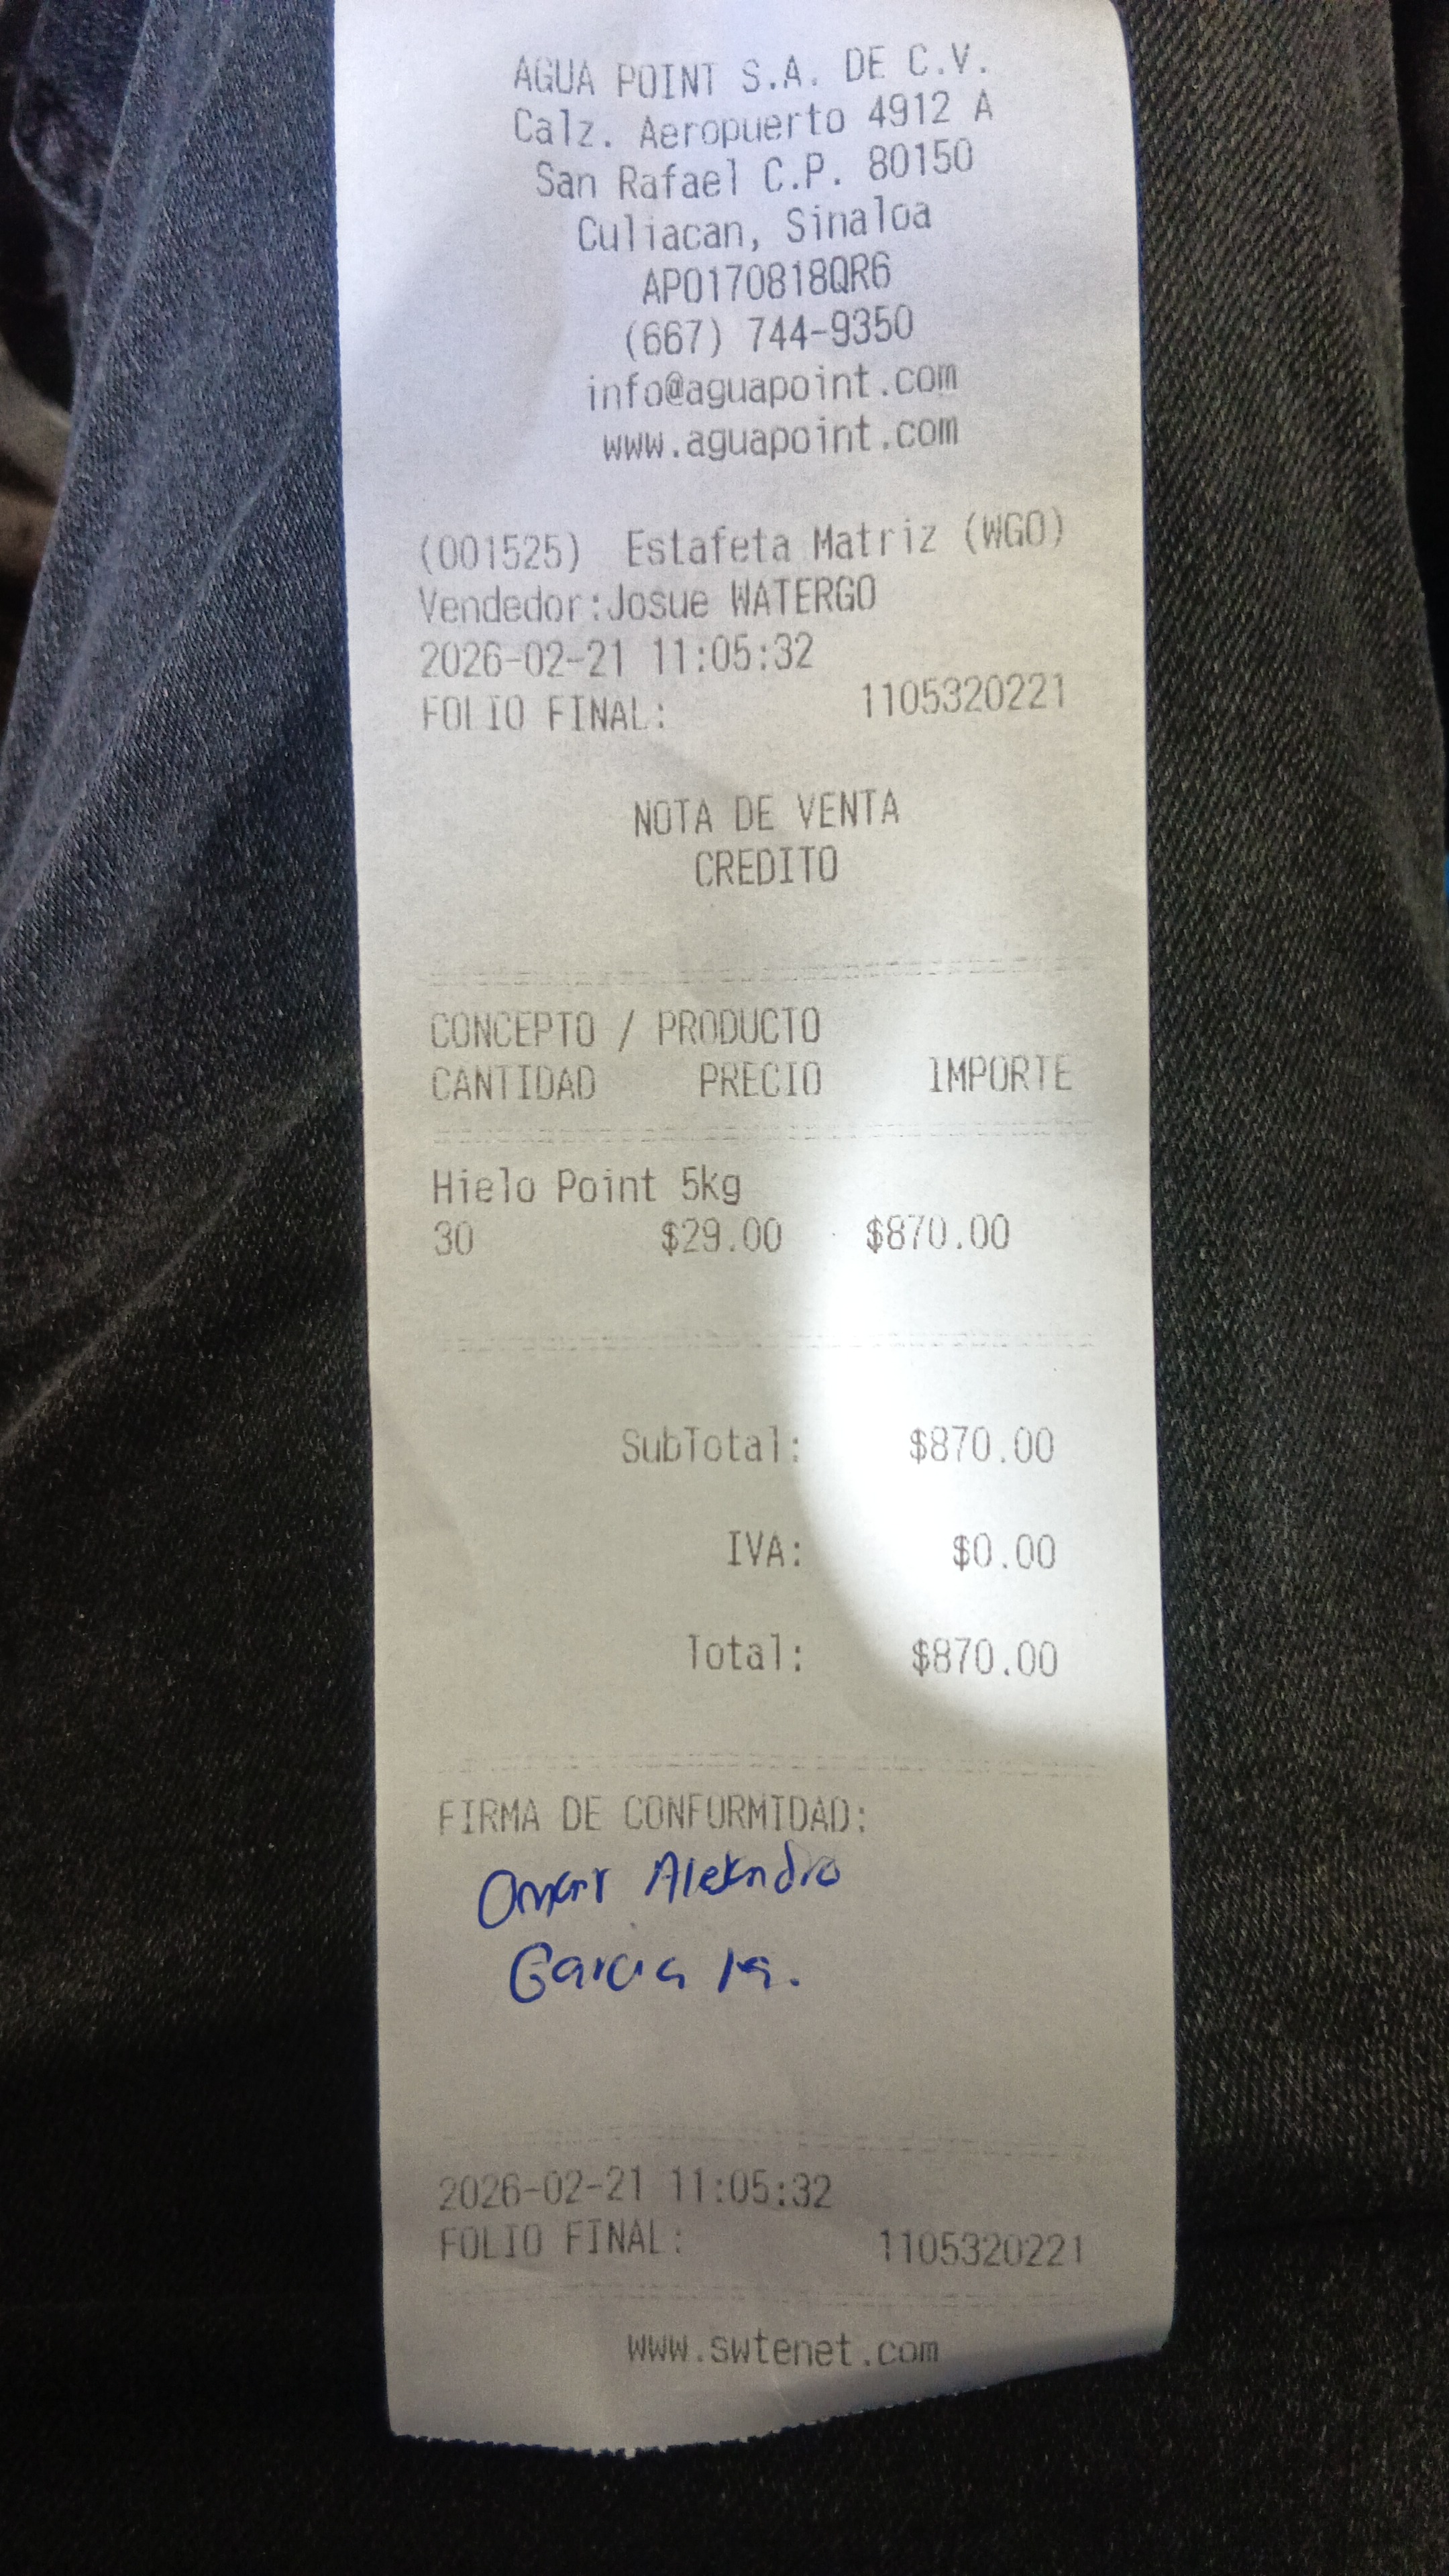 AGUA POINT S.A. DE C.V.
Calz. Aeropuerto 4912 A
San Rafael C.P. 80150
Culiacan, Sinaloa
APO170818QR6
(667) 744-9350
info@aguapoint.com
www.aguapoint.com
(001525) Estafeta Matriz (WGO)
Vendedor:Josue WATERGO
2026-02-21 11:05:32
FOLIO FINAL: 1105320221
NOTA DE VENTA
CREDITO
CONCEPTO / PRODUCTO
CANTIDAD PRECIO IMPORTE
Hielo Point 5kg
30 $29.00 $870.00
SubTotal: $870.00
IVA: $0.00
Total: $870.00
FIRMA DE CONFORMIDAD:
Omar Alejandro
Garcia
2026-02-21 11:05:32
FOLIO FINAL: 1105320221
www.swtenet.com